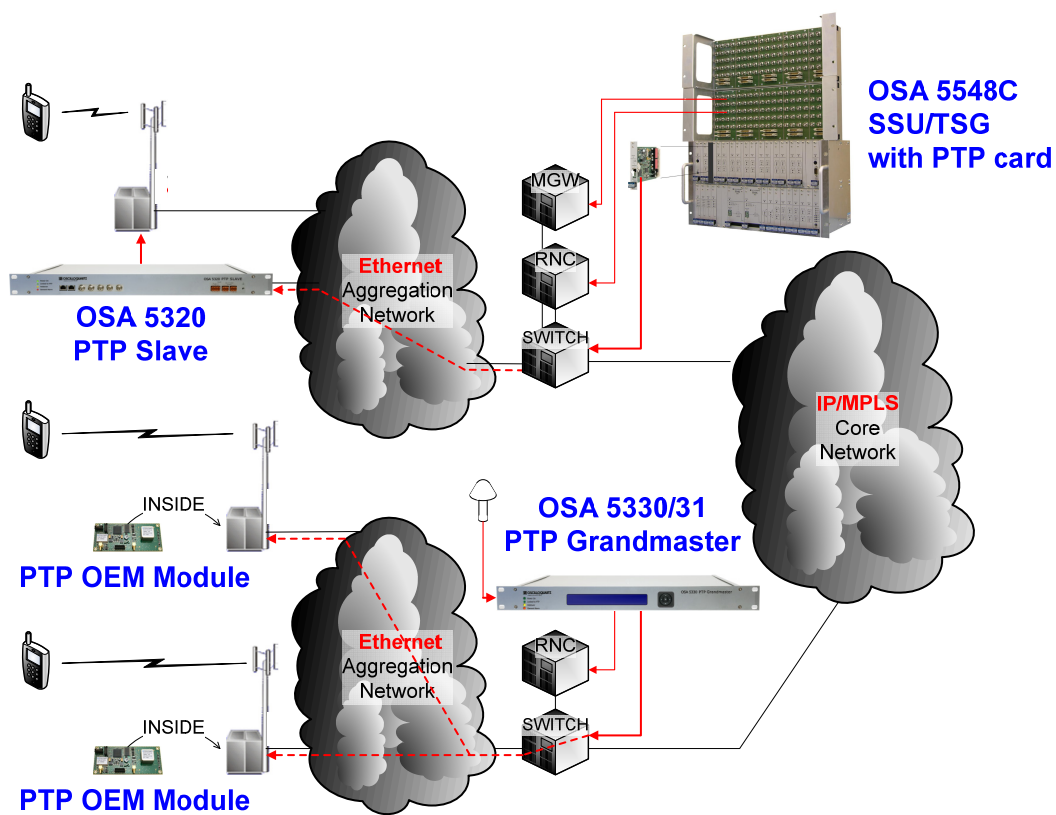 OSA 5548C
SSU/TSG
with PTP card
MGW
RNC
SWITCH
Ethernet
Aggregation
Network
OSA 5320
PTP Slave
IP/MPLS
Core
Network
INSIDE
PTP OEM Module
OSA 5330/31
PTP Grandmaster
OSCILLOQUARTZ
RNC
SWITCH
Ethernet
Aggregation
Network
INSIDE
PTP OEM Module